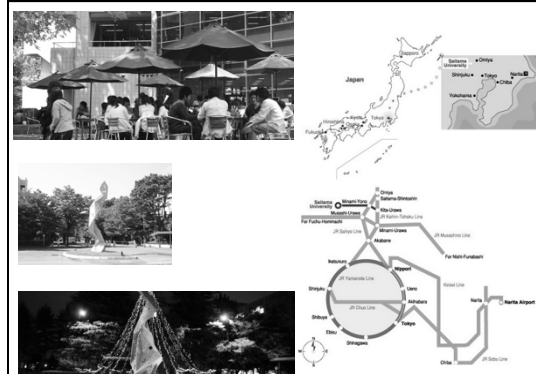 Japan
Sapporo
Kyoto
Tokyo
Hiroshima
Osaka
Fukuoka
Saitama
University
Omiya
Shinjuku
Tokyo
Narita
Chiba
Yokohama
Saitama
University
Omiya
Saitama-Shintoshin
Minami-Yono
Kita-Urawa
Musashi-Urawa
JR Keihin-Tohoku Line
For Fuchu-Honmachi
Minami-Urawa
JR Musashino Line
JR Saikyo Line
Akabane
For Nishi-Funabashi
Ikebukuro
Nippori
JR Yamanote Line
Keisei Line
Shinjuku
Ueno
Narita
Narita Airport
JR Chuo Line
Akihabara
Shibuya
Tokyo
Ebisu
Shinagawa
Chiba
JR Sobu Line
N
W
E
S